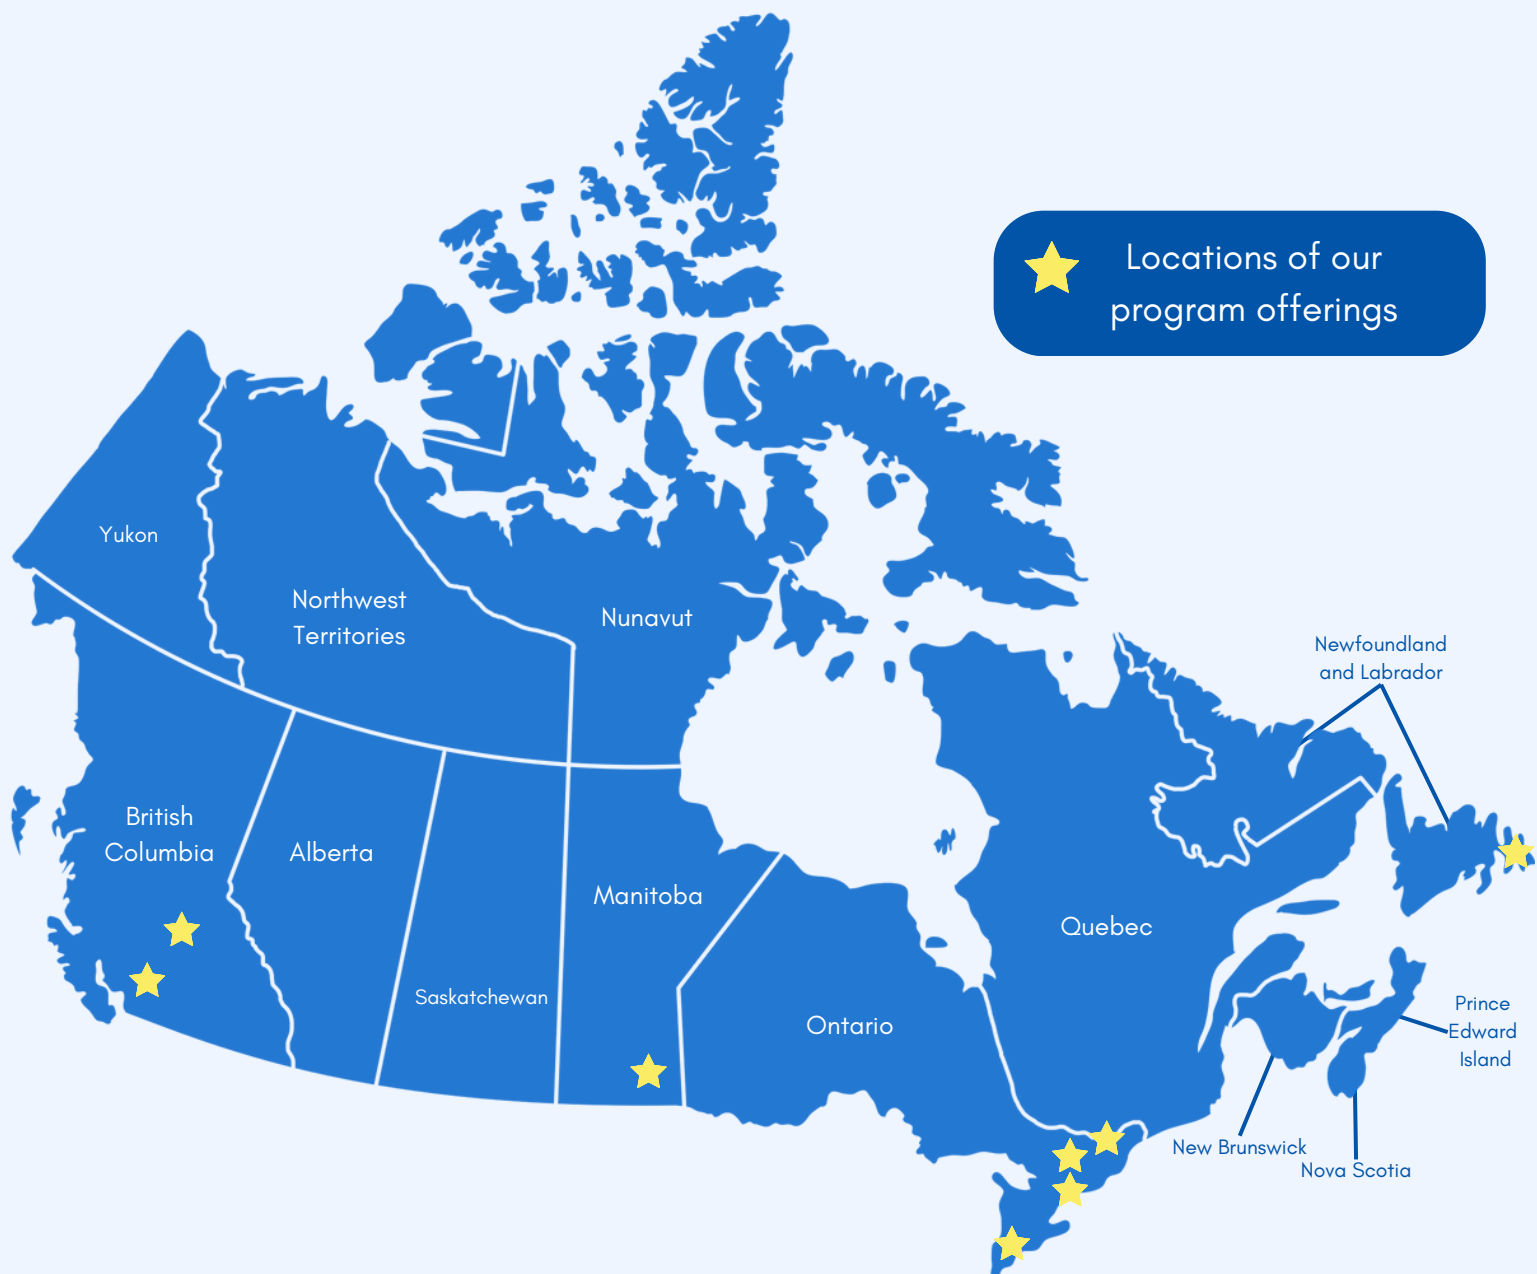 Locations of our
program offerings
Yukon
Northwest
Territories
Nunavut
Newfoundland
and Labrador
British
Columbia
Alberta
Manitoba
Quebec
Saskatchewan
Ontario
Prince
Edward
Island
New Brunswick
Nova Scotia